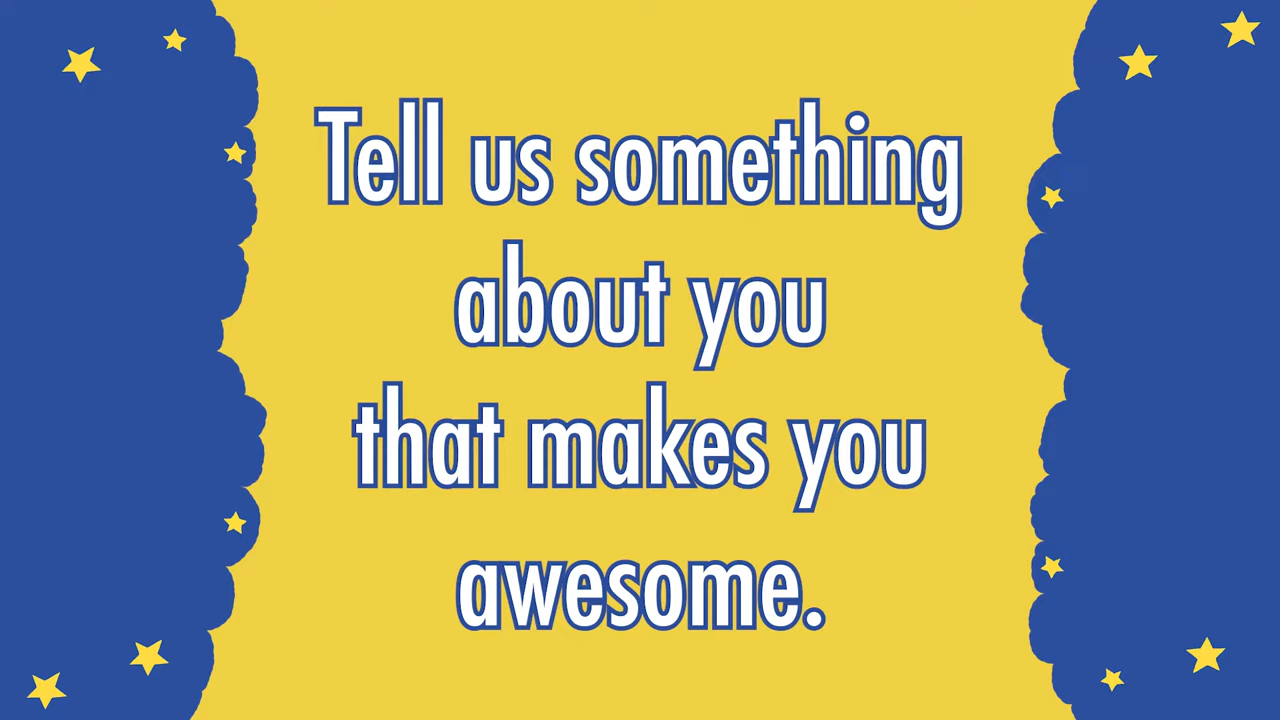 Tell us something
about you
that makes you
awesome.